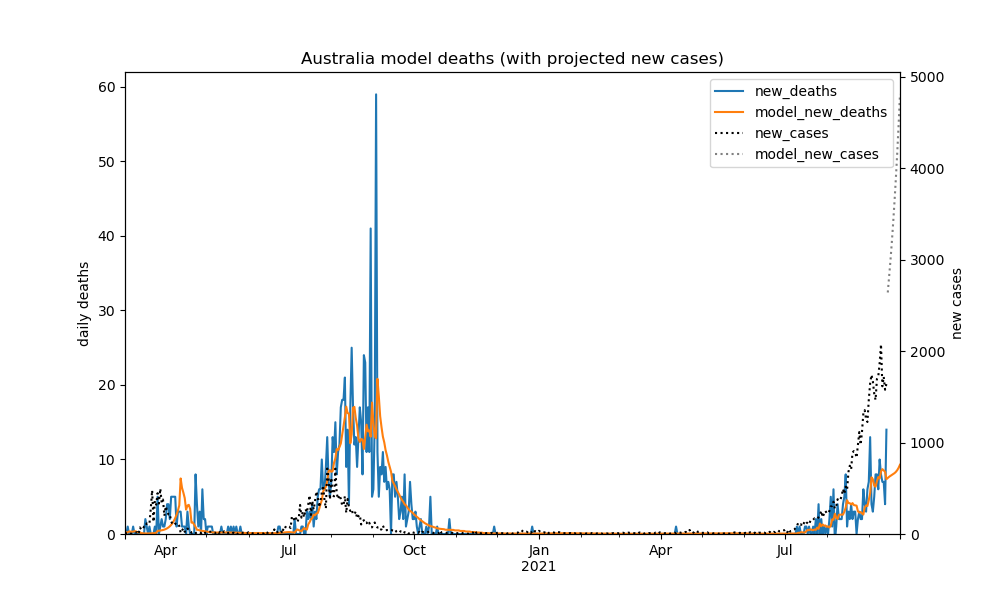 Australia model deaths (with projected new cases)
new_deaths
model_new_deaths
new_cases
model_new_cases
daily deaths
60
50
40
30
20
10
0
new cases
5000
4000
3000
2000
1000
0
Apr Jul Oct Jan Apr Jul
2021